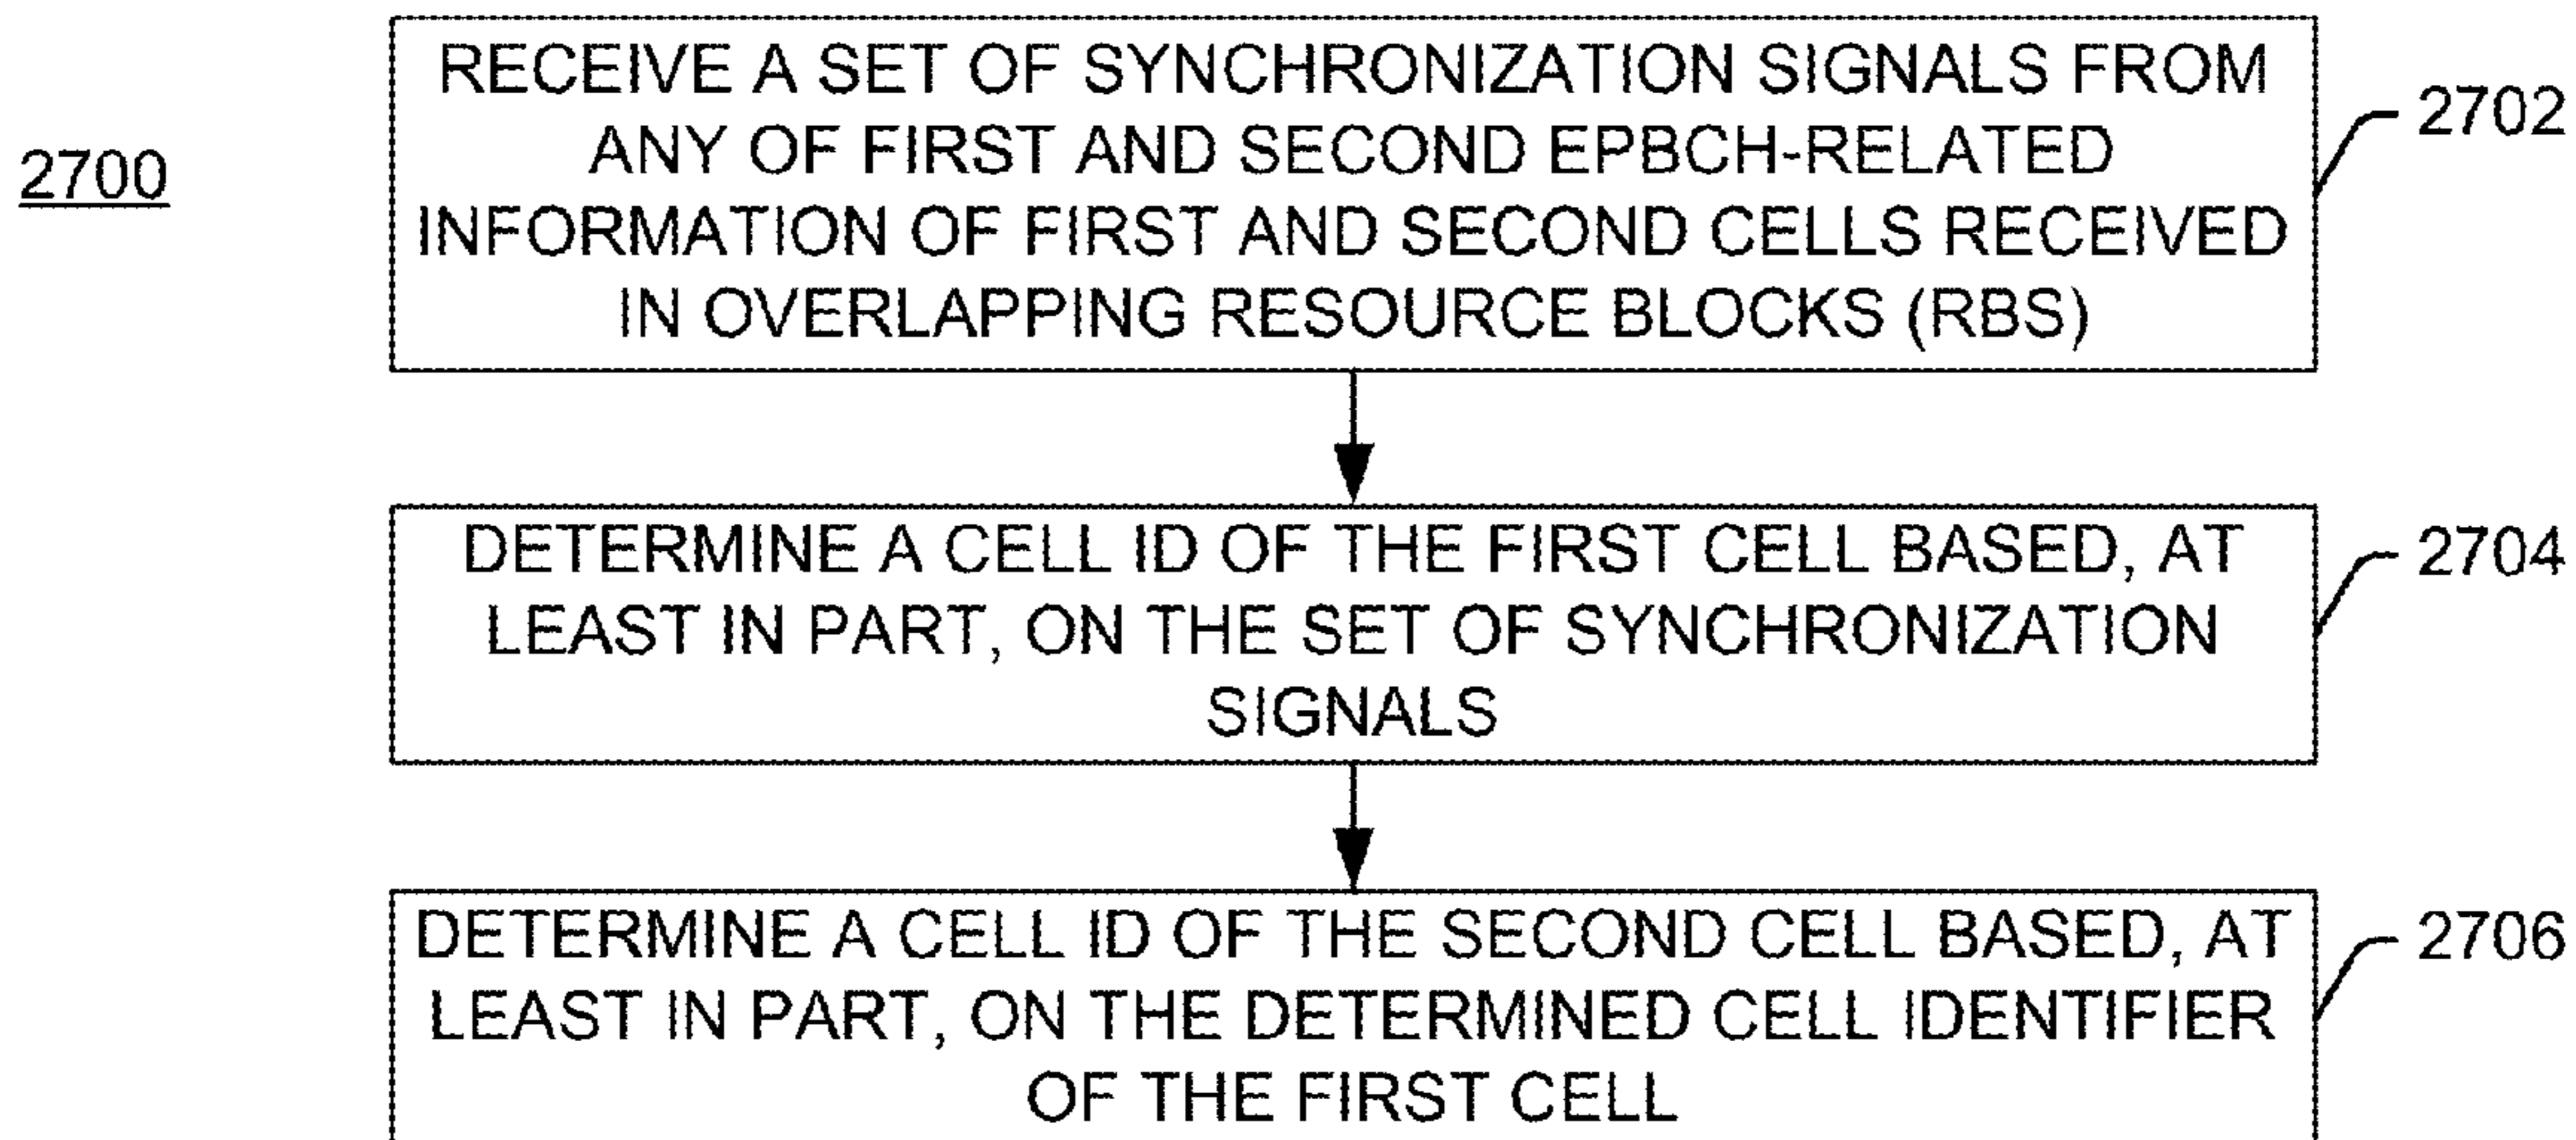 2700
RECEIVE A SET OF SYNCHRONIZATION SIGNALS FROM
ANY OF FIRST AND SECOND EPBCH-RELATED
INFORMATION OF FIRST AND SECOND CELLS RECEIVED
IN OVERLAPPING RESOURCE BLOCKS (RBS)
2702
DETERMINE A CELL ID OF THE FIRST CELL BASED, AT
LEAST IN PART, ON THE SET OF SYNCHRONIZATION
SIGNALS
2704
DETERMINE A CELL ID OF THE SECOND CELL BASED, AT
LEAST IN PART, ON THE DETERMINED CELL IDENTIFIER
OF THE FIRST CELL
2706